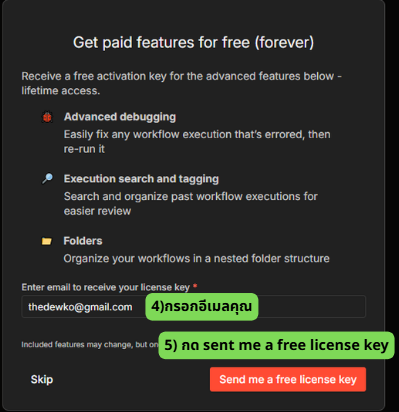 Get paid features for free (forever)
Receive a free activation key for the advanced features below -
lifetime access.
Advanced debugging
Easily fix any workflow execution that's errored, then
re-run it
Execution search and tagging
Search and organize past workflow executions for
easier review
Folders
Organize your workflows in a nested folder structure
Enter email to receive your license key *
thedewko@gmail.com
4)กรอกอีเมลคุณ
Included features may change, but on
5) กด sent me a free license key
Skip
Send me a free license key